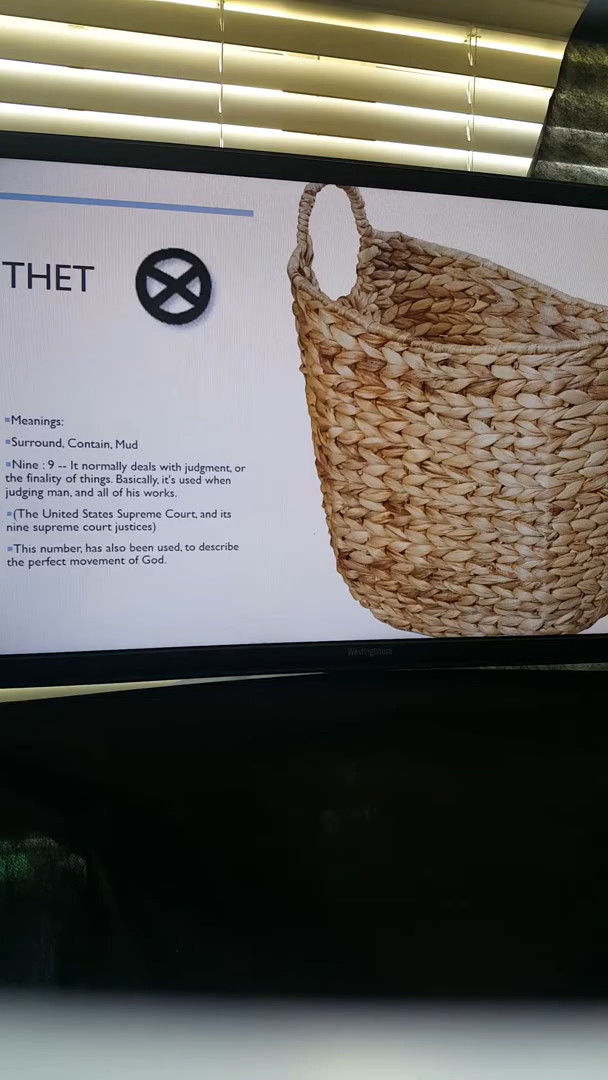 THET
Meanings:
Surround, Contain, Mud
Nine : 9 -- It normally deals with judgment, or
the finality of things. Basically, it's used when
judging man, and all of his works.
(The United States Supreme Court, and its
nine supreme court justices)
This number, has also been used, to describe
the perfect movement of God.
Westinghouse